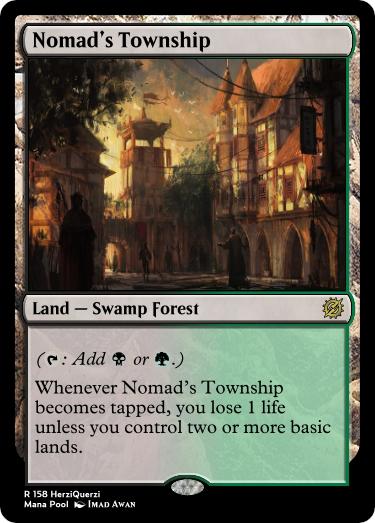 Nomad's Township
Land — Swamp Forest
(: Add or .)
Whenever Nomad's Township
becomes tapped, you lose 1 life
unless you control two or more basic
lands.
R 158 HerziQuerzi
Mana Pool Imad Awan